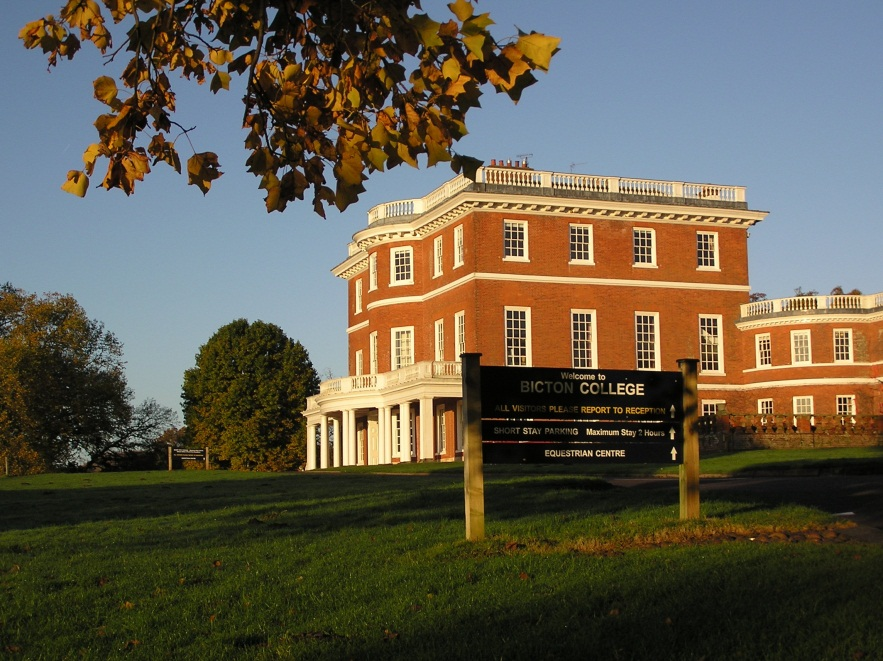 Welcome to
BICTON COLLEGE
ALL VISITORS PLEASE REPORT TO RECEPTION
SHORT STAY PARKING Maximum Stay 2 Hours
EQUESTRIAN CENTRE